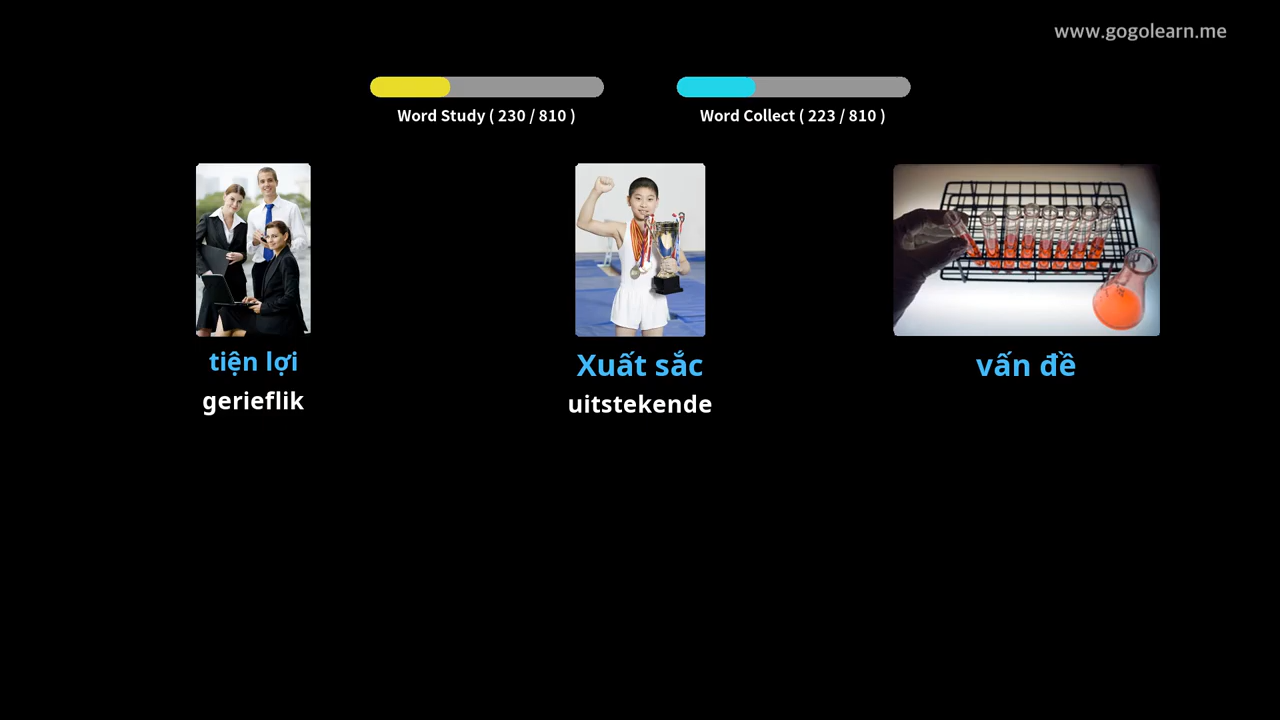 www.gogolearn.me
Word Study ( 230 / 810 )
Word Collect ( 223 / 810 )
tiện lợi
Xuất sắc
vấn đề
gerieflik
uitstekende